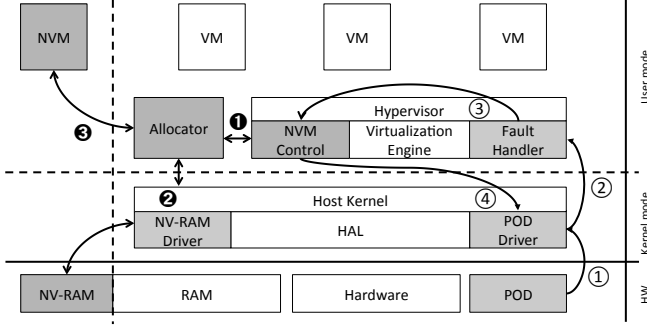 NVM
VM
VM
VM
User mode
Hypervisor
③
Allocator
❶
NVM
Control
Virtualization
Engine
Fault
Handler
❸
②
❷
Host Kernel
④
NV-RAM
Driver
HAL
POD
Driver
Kernel mode
①
NV-RAM
RAM
Hardware
POD
HW